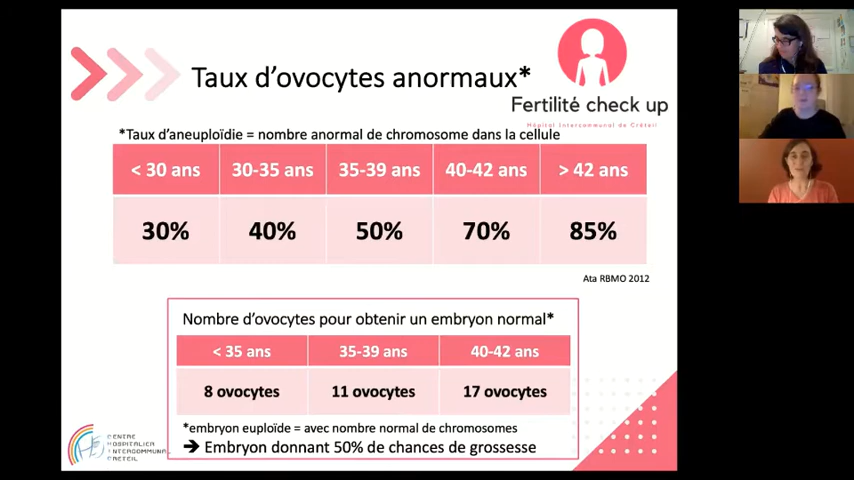 Taux d'ovocytes anormaux*
Fertilité check up
Hôpital Intercommunal de Créteil
*Taux d'aneuploïdie = nombre anormal de chromosome dans la cellule
< 30 ans 30-35 ans 35-39 ans 40-42 ans > 42 ans
30% 40% 50% 70% 85%
Ata RBMO 2012
Nombre d'ovocytes pour obtenir un embryon normal*
< 35 ans 35-39 ans 40-42 ans
8 ovocytes 11 ovocytes 17 ovocytes
*embryon euploïde = avec nombre normal de chromosomes
➔ Embryon donnant 50% de chances de grossesse
CENTRE
HOSPITALIER
INTERCOMMUNA
CRETEIL